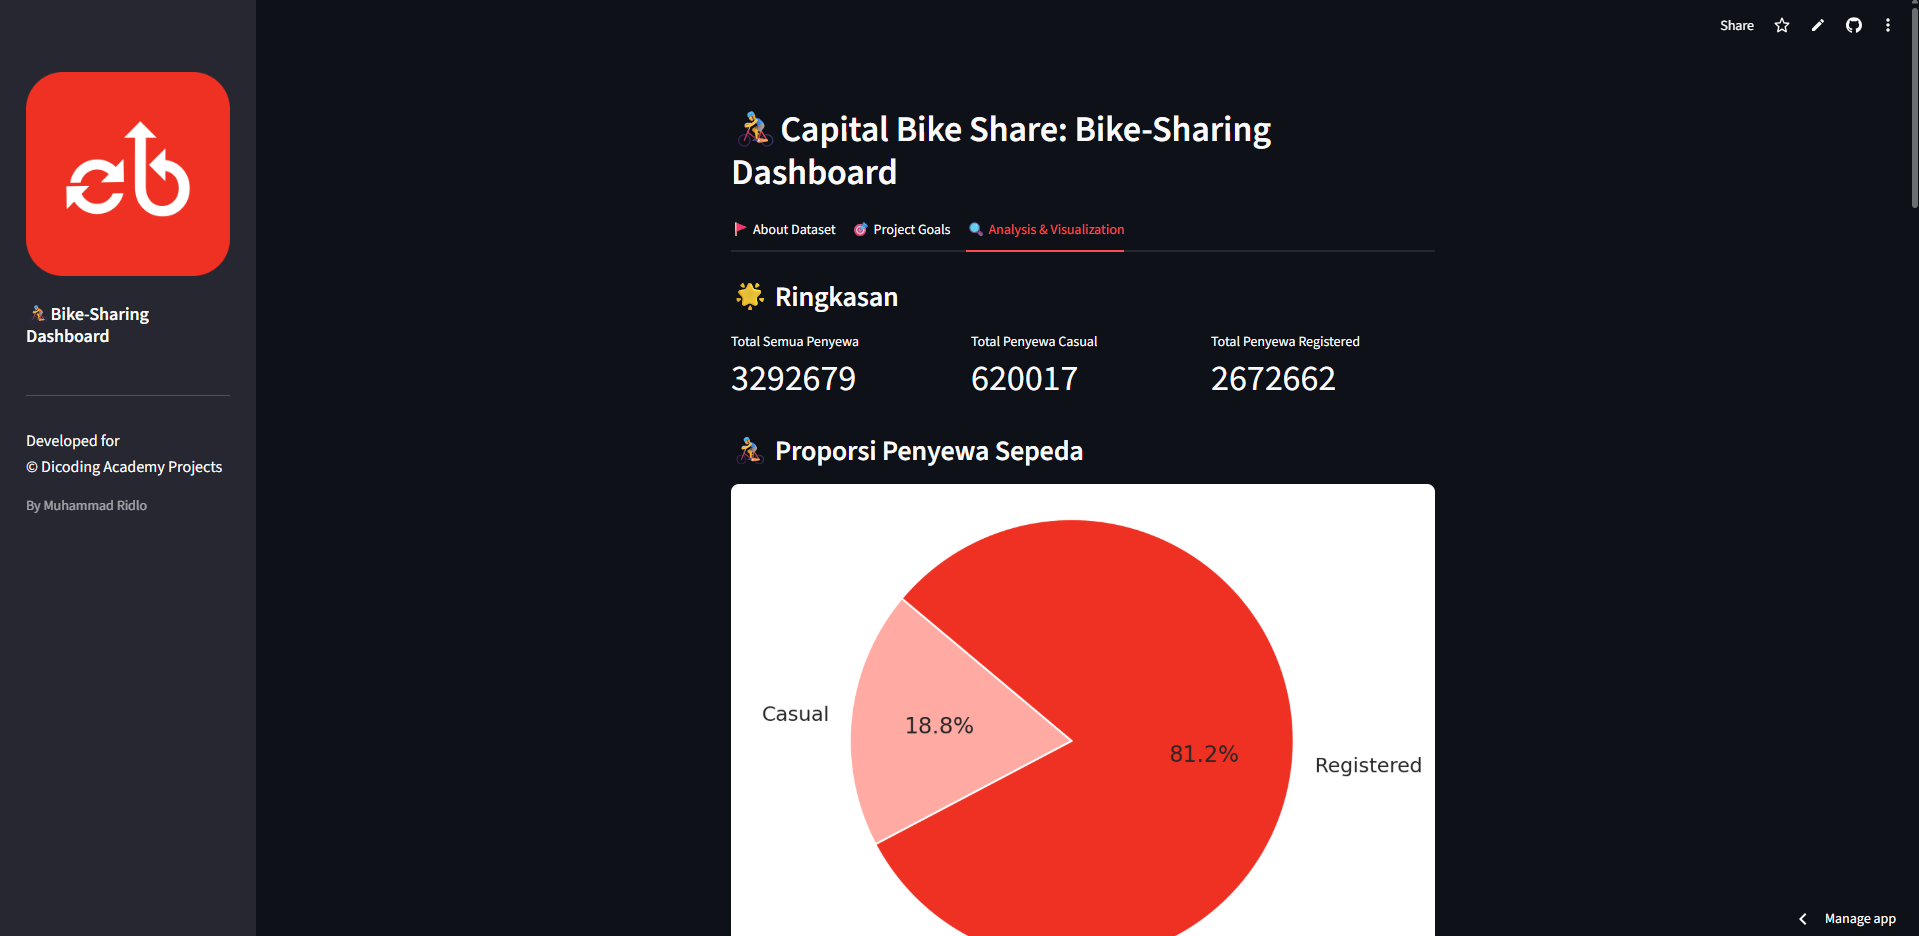 Share
Capital Bike Share: Bike-Sharing
Dashboard
About Dataset
Project Goals
Analysis & Visualization
Ringkasan
Total Semua Penyewa
3292679
Total Penyewa Casual
620017
Total Penyewa Registered
2672662
Proporsi Penyewa Sepeda
Casual
18.8%
81.2%
Registered
cb
Bike-Sharing
Dashboard
Developed for
© Dicoding Academy Projects
By Muhammad Ridlo
Manage app